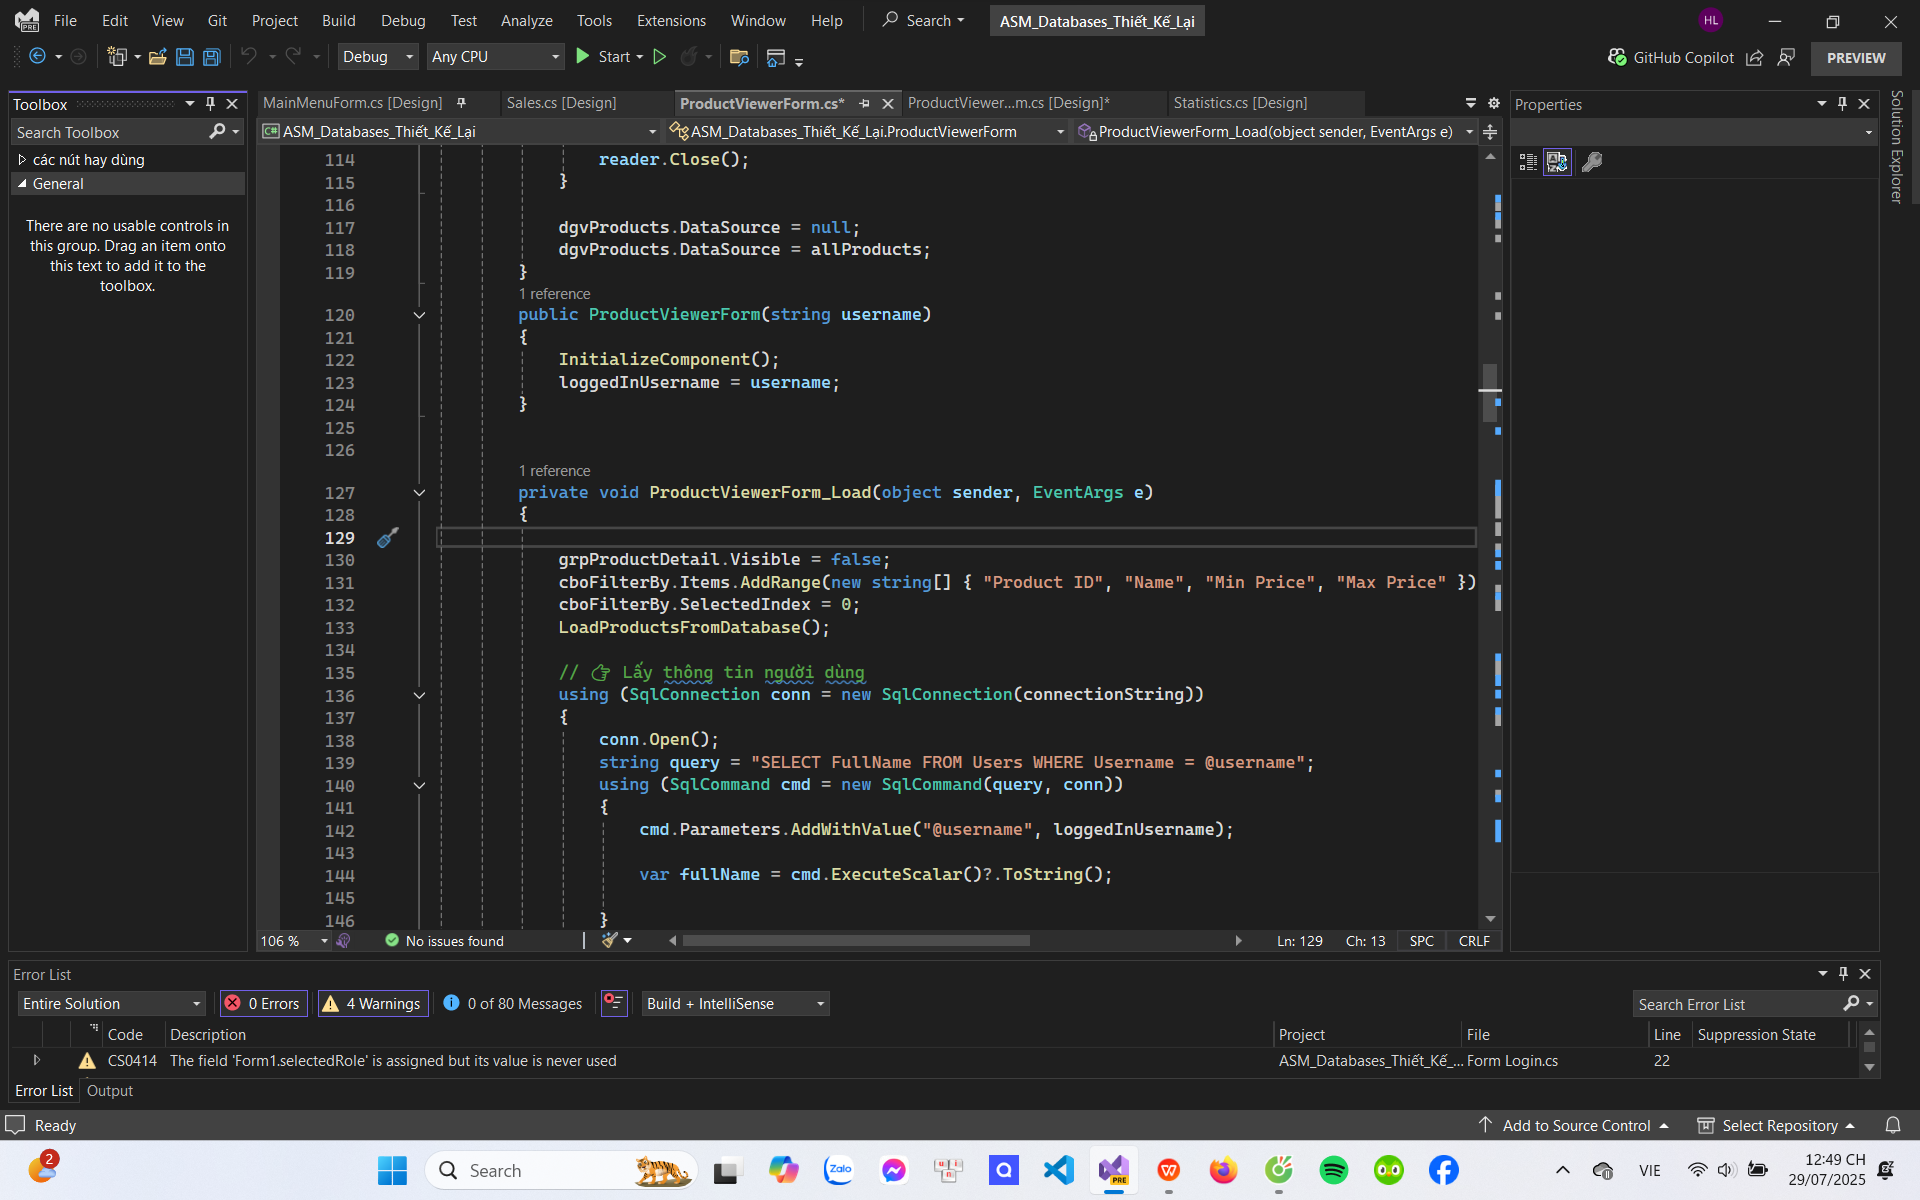 File Edit View Git Project Build Debug Test Analyze Tools Extensions Window Help Search ASM_Databases_Thiết_Kế_Lại HL
Debug Any CPU Start GitHub Copilot PREVIEW
Toolbox
Search Toolbox
các nút hay dùng
General
There are no usable controls in
this group. Drag an item onto
this text to add it to the
toolbox.
MainMenuForm.cs [Design] Sales.cs [Design] ProductViewerForm.cs* ProductViewer...m.cs [Design]* Statistics.cs [Design]
C# ASM_Databases_Thiết_Kế_Lại ASM_Databases_Thiết_Kế_Lại.ProductViewerForm ProductViewerForm_Load(object sender, EventArgs e)
114 reader.Close();
115 }
116
117 dgvProducts.DataSource = null;
118 dgvProducts.DataSource = allProducts;
119 }
1 reference
120 public ProductViewerForm(string username)
121 {
122 InitializeComponent();
123 loggedInUsername = username;
124 }
125
126
1 reference
127 private void ProductViewerForm_Load(object sender, EventArgs e)
128 {
129
130 grpProductDetail.Visible = false;
131 cboFilterBy.Items.AddRange(new string[] { "Product ID", "Name", "Min Price", "Max Price" })
132 cboFilterBy.SelectedIndex = 0;
133 LoadProductsFromDatabase();
134
135 // 👉 Lấy thông tin người dùng
136 using (SqlConnection conn = new SqlConnection(connectionString))
137 {
138 conn.Open();
139 string query = "SELECT FullName FROM Users WHERE Username = @username";
140 using (SqlCommand cmd = new SqlCommand(query, conn))
141 {
142 cmd.Parameters.AddWithValue("@username", loggedInUsername);
143
144 var fullName = cmd.ExecuteScalar()?.ToString();
145
146 }
106 % No issues found Ln: 129 Ch: 13 SPC CRLF
Properties
Solution Explorer
Error List
Entire Solution 0 Errors 4 Warnings 0 of 80 Messages Build + IntelliSense Search Error List
Code Description Project File Line Suppression State
CS0414 The field 'Form1.selectedRole' is assigned but its value is never used ASM_Databases_Thiết_Kế_... Form Login.cs 22
Error List Output
Ready Add to Source Control Select Repository
2 Search Zalo PRE VIE 12:49 CH
29/07/2025